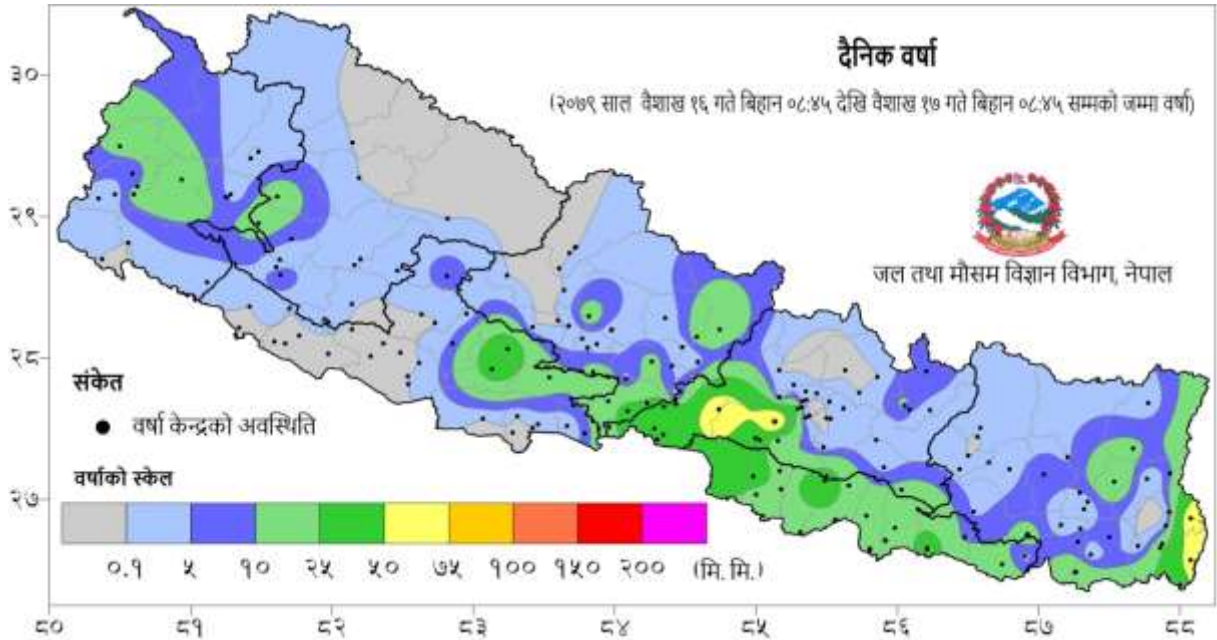 दैनिक वर्षा
(२०७९ साल वैशाख १६ गते बिहान ०८:४५ देखि वैशाख १७ गते बिहान ०८:४५ सम्मको जम्मा वर्षा)
जल तथा मौसम विज्ञान विभाग, नेपाल
३०
२९
२८
२७
संकेत
वर्षा केन्द्रको अवस्थिति
वर्षाको स्केल
०.१ ५ १० २५ ५० ७५ १०० १५० २०० (मि.मि.)
८० ८१ ८२ ८३ ८४ ८५ ८६ ८७ ८८